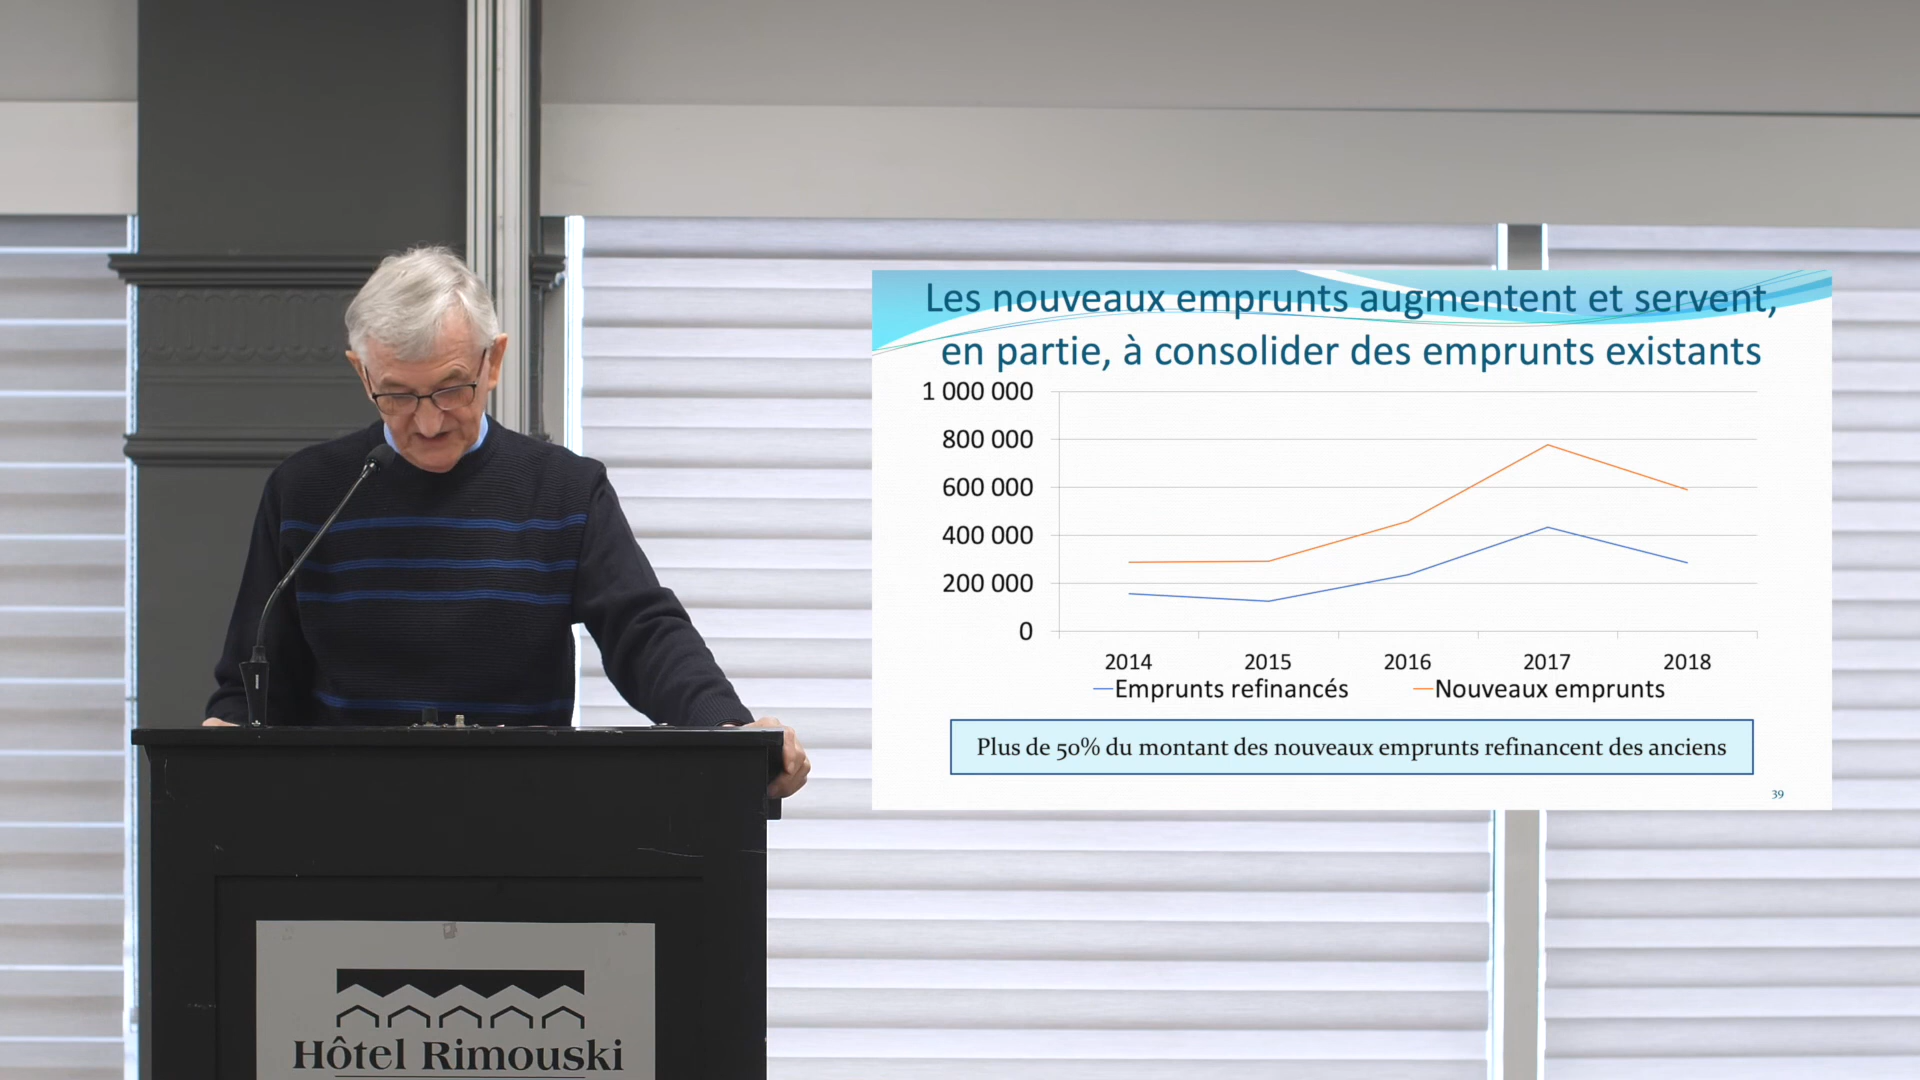 Les nouveaux emprunts augmentent et servent,
en partie, à consolider des emprunts existants
1 000 000
800 000
600 000
400 000
200 000
0
2014 2015 2016 2017 2018
Emprunts refinancés Nouveaux emprunts
Plus de 50% du montant des nouveaux emprunts refinancent des anciens
39
Hôtel Rimouski